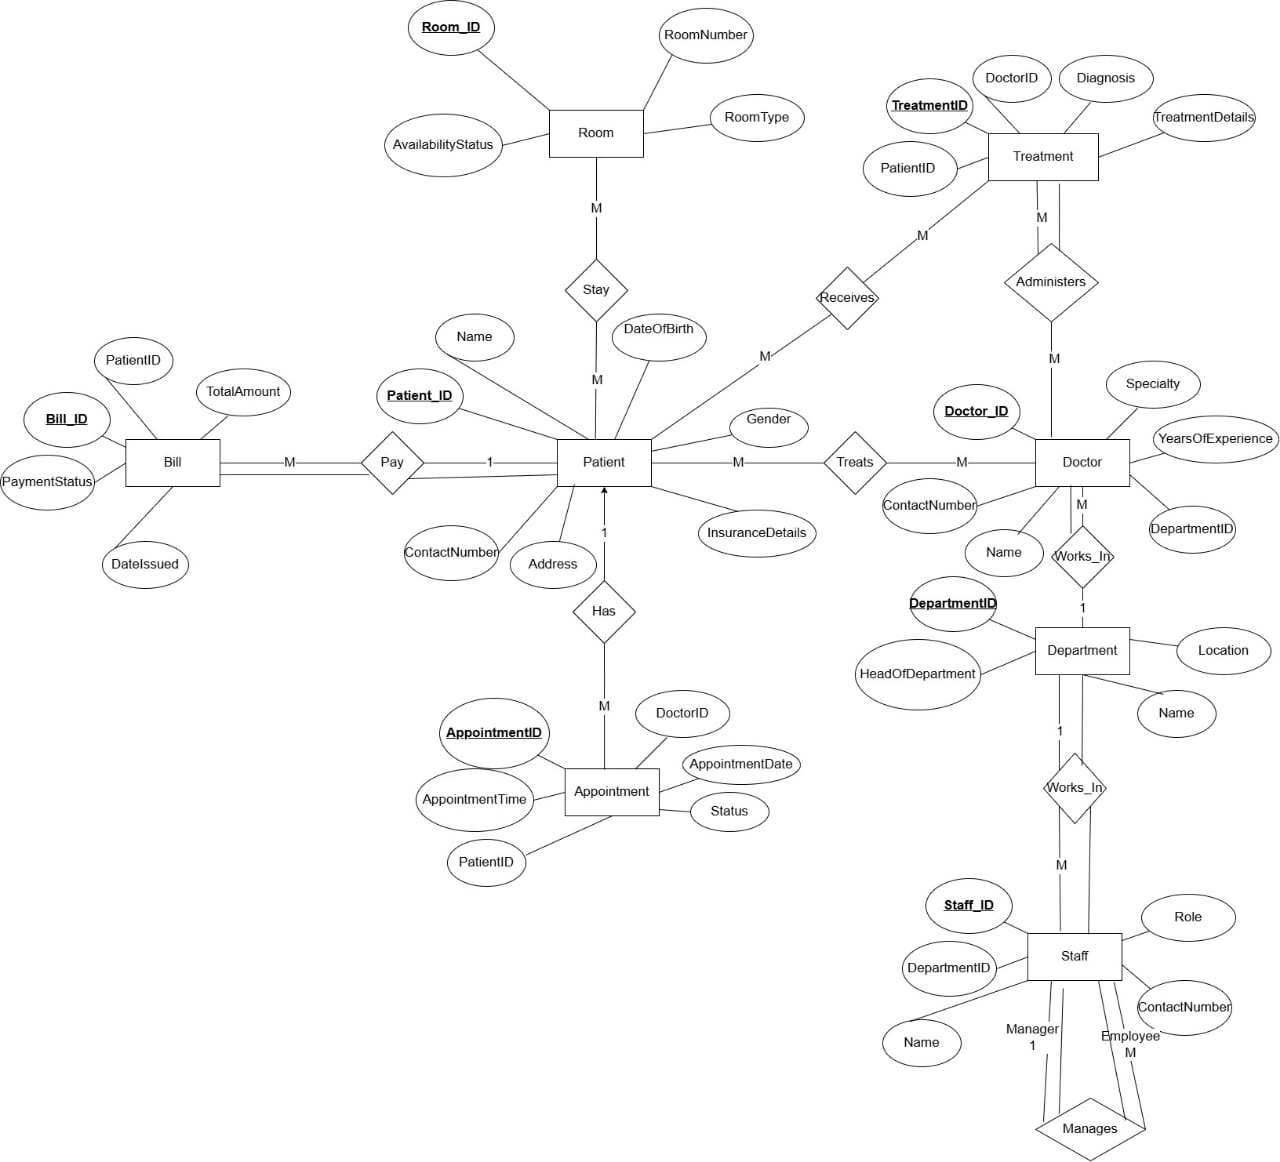 Room_ID
RoomNumber
RoomType
AvailabilityStatus
Room
M
Stay
M
DoctorID
Diagnosis
TreatmentID
TreatmentDetails
PatientID
Treatment
M
M
Receives
M
Administers
M
Name
DateOfBirth
Patient_ID
Gender
Patient
ContactNumber
Address
InsuranceDetails
PatientID
TotalAmount
Bill_ID
PaymentStatus
Bill
DateIssued
M
Pay
1
M
Treats
M
Specialty
Doctor_ID
YearsOfExperience
Doctor
ContactNumber
Name
DepartmentID
M
Works_In
1
DepartmentID
HeadOfDepartment
Department
Location
Name
1
Has
M
AppointmentID
DoctorID
AppointmentDate
AppointmentTime
Appointment
Status
PatientID
1
Works_In
M
Staff_ID
Role
DepartmentID
Staff
ContactNumber
Name
Manager
1
Employee
M
Manages